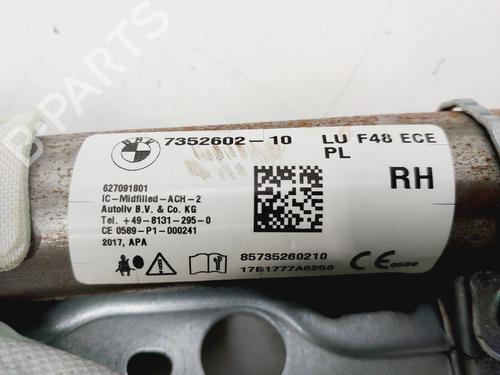 B-PARTS
BMW
7352602-10
LU F48 ECE
PL
RH
627091801
IC-Midfilled-ACH-2
Autoliv B.V. & Co. KG
Tel. +49-8131-295-0
CE 0589-P1-000241
2017, APA
85735260210
17B1777A6250
CE 0589